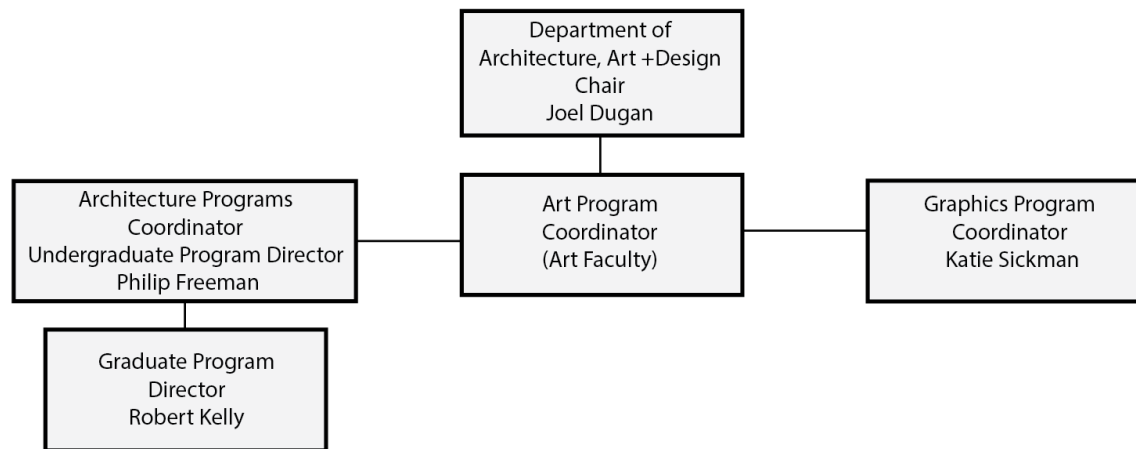 Department of
Architecture, Art +Design
Chair
Joel Dugan
Architecture Programs
Coordinator
Undergraduate Program Director
Philip Freeman
Art Program
Coordinator
(Art Faculty)
Graphics Program
Coordinator
Katie Sickman
Graduate Program
Director
Robert Kelly